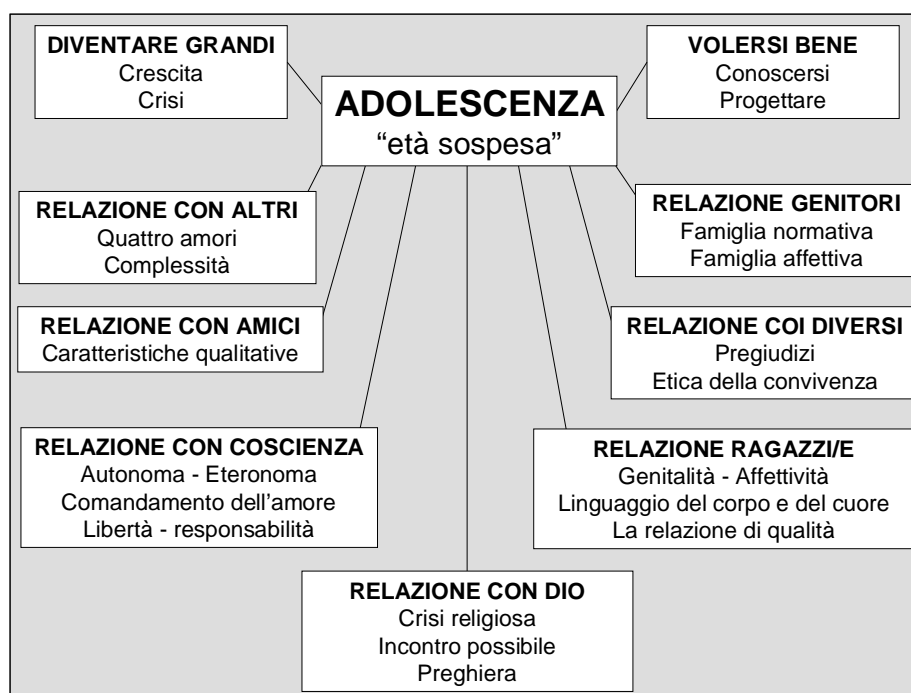 DIVENTARE GRANDI
Crescita
Crisi
VOLERSI BENE
Conoscersi
Progettare
ADOLESCENZA
“età sospesa”
RELAZIONE CON ALTRI
Quattro amori
Complessità
RELAZIONE GENITORI
Famiglia normativa
Famiglia affettiva
RELAZIONE CON AMICI
Caratteristiche qualitative
RELAZIONE COI DIVERSI
Pregiudizi
Etica della convivenza
RELAZIONE CON COSCIENZA
Autonoma - Eteronoma
Comandamento dell’amore
Libertà - responsabilità
RELAZIONE RAGAZZI/E
Genitalità - Affettività
Linguaggio del corpo e del cuore
La relazione di qualità
RELAZIONE CON DIO
Crisi religiosa
Incontro possibile
Preghiera